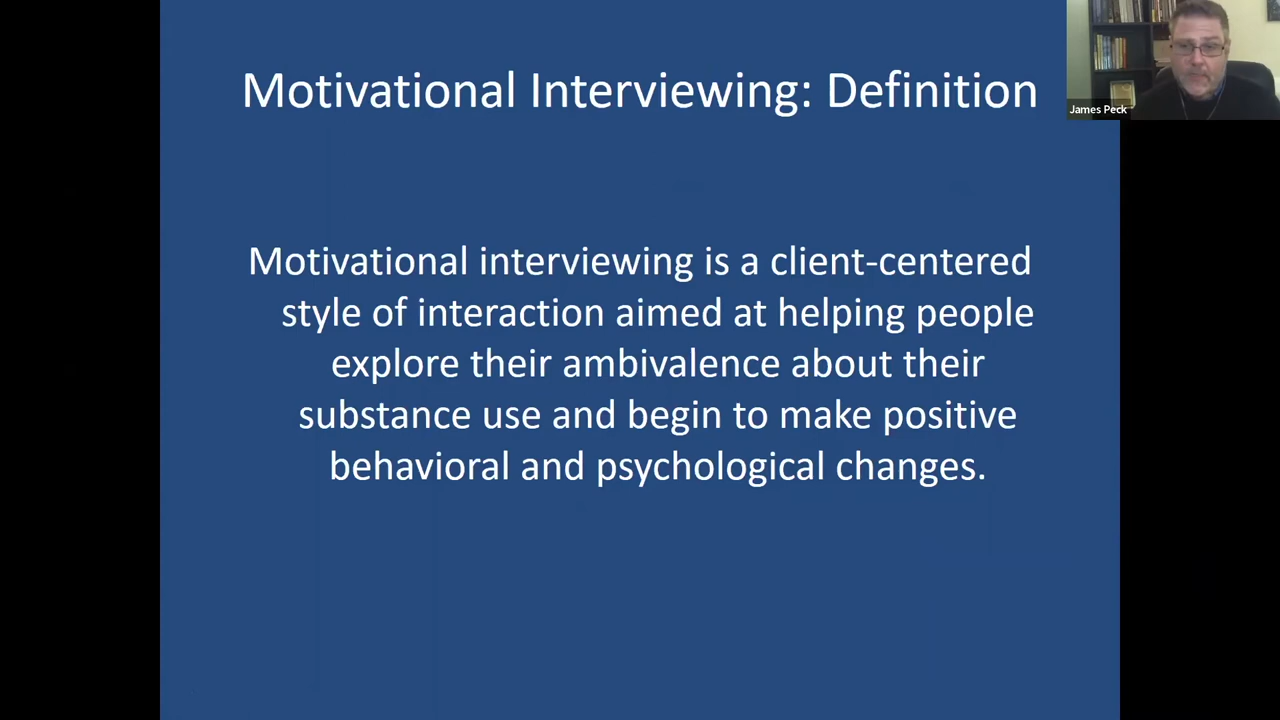 Motivational Interviewing: Definition
James Peck
Motivational interviewing is a client-centered
style of interaction aimed at helping people
explore their ambivalence about their
substance use and begin to make positive
behavioral and psychological changes.